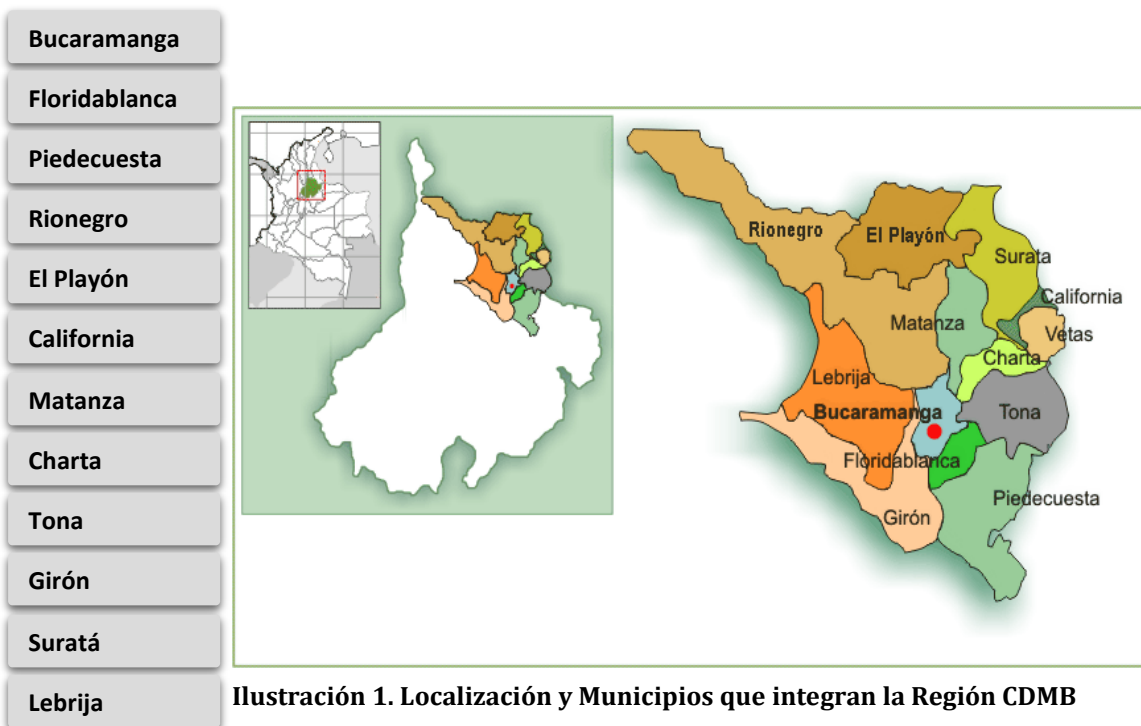 Bucaramanga
Floridablanca
Piedecuesta
Rionegro
El Playón
California
Matanza
Charta
Tona
Girón
Suratá
Lebrija
Rionegro
El Playón
Surata
California
Matanza
Vetas
Charta
Lebrija
Bucaramanga
Tona
Floridablanca
Piedecuesta
Girón
Ilustración 1. Localización y Municipios que integran la Región CDMB